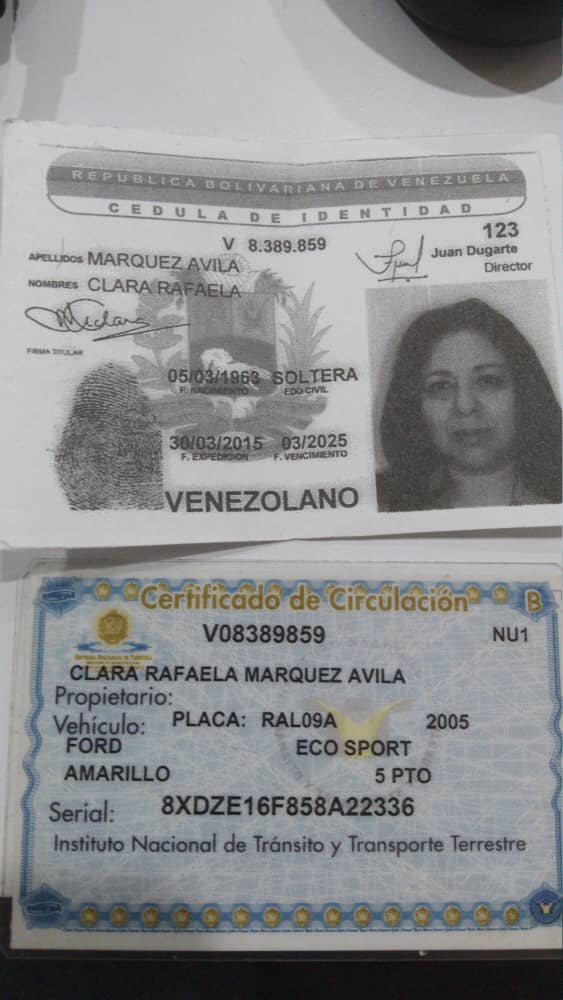 REPUBLICA BOLIVARIANA DE VENEZUELA
CEDULA DE IDENTIDAD
V 8.389.859
123
APELLIDOS MARQUEZ AVILA
Juan Dugarte
Director
NOMBRES CLARA RAFAELA
FIRMA TITULAR
05/03/1963 SOLTERA
F. NACIMIENTO EDO CIVIL
30/03/2015 03/2025
F. EXPEDICION F. VENCIMIENTO
VENEZOLANO
Certificado de Circulación
B
V08389859
NU1
CLARA RAFAELA MARQUEZ AVILA
Propietario:
Vehículo: PLACA: RAL09A 2005
FORD ECO SPORT
AMARILLO 5 PTO
Serial: 8XDZE16F858A22336
Instituto Nacional de Tránsito y Transporte Terrestre